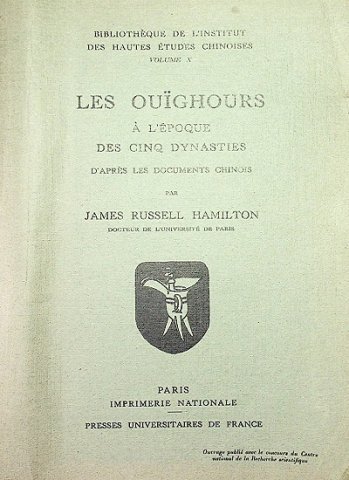 BIBLIOTHÈQUE DE L'INSTITUT
DES HAUTES ÉTUDES CHINOISES
VOLUME X
LES OUÏGHOURS
À L'ÉPOQUE
DES CINQ DYNASTIES
D'APRÈS LES DOCUMENTS CHINOIS
PAR
JAMES RUSSELL HAMILTON
DOCTEUR DE L'UNIVERSITÉ DE PARIS
PARIS
IMPRIMERIE NATIONALE
PRESSES UNIVERSITAIRES DE FRANCE
Ouvrage publié avec le concours du Centre
national de la Recherche scientifique